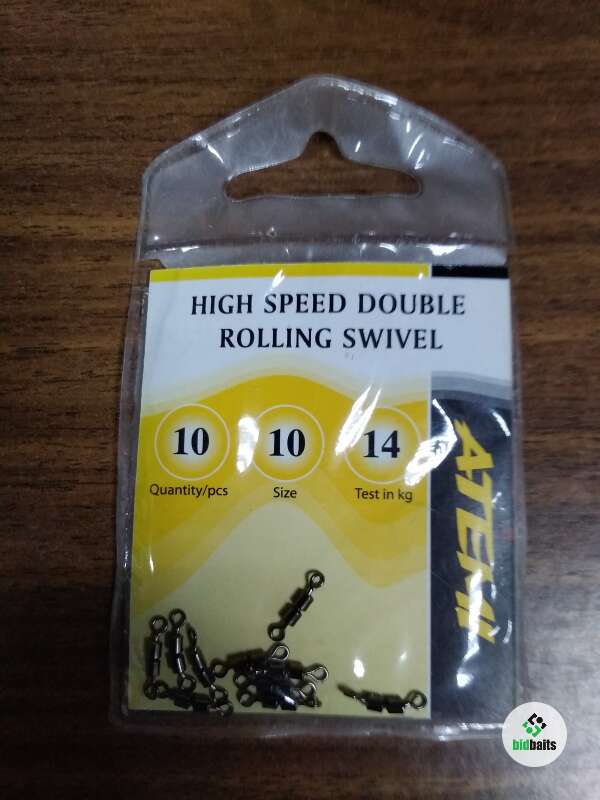 HIGH SPEED DOUBLE
ROLLING SWIVEL
10 10 14
Quantity/pcs Size Test in kg
ATEMI
bidbaits